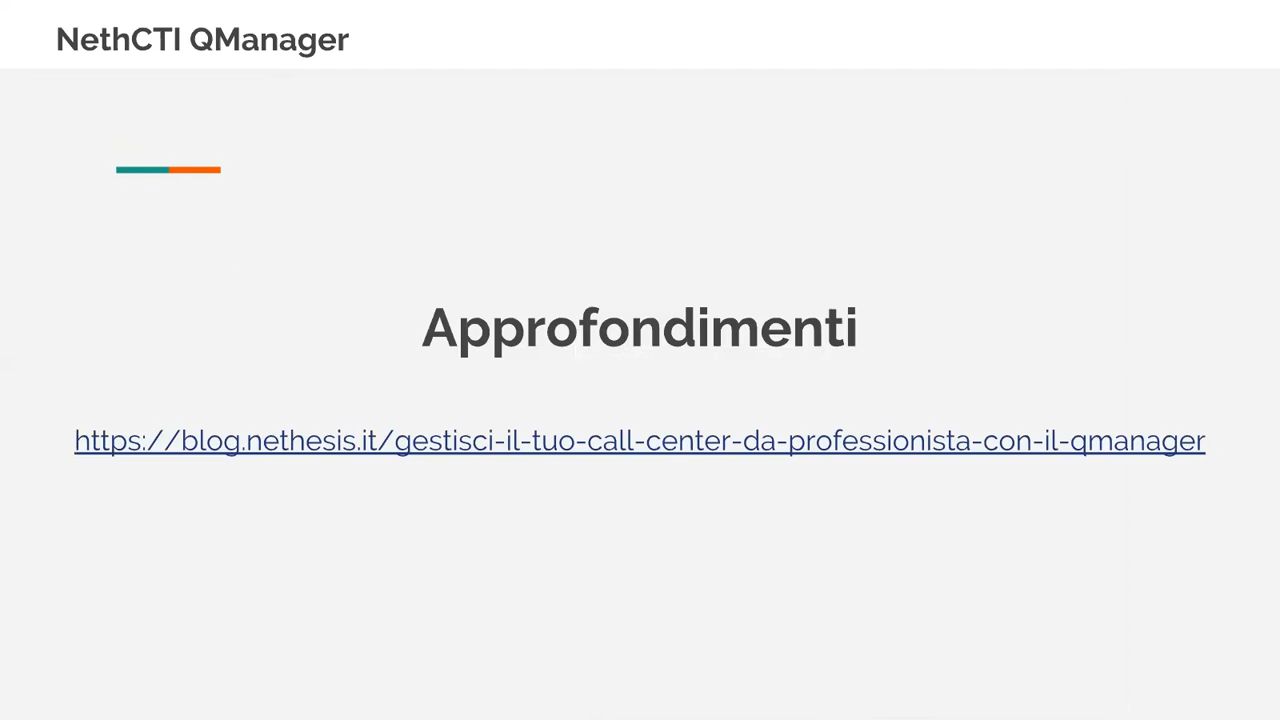 NethCTI QManager
Approfondimenti
https://blog.nethesis.it/gestisci-il-tuo-call-center-da-professionista-con-il-qmanager